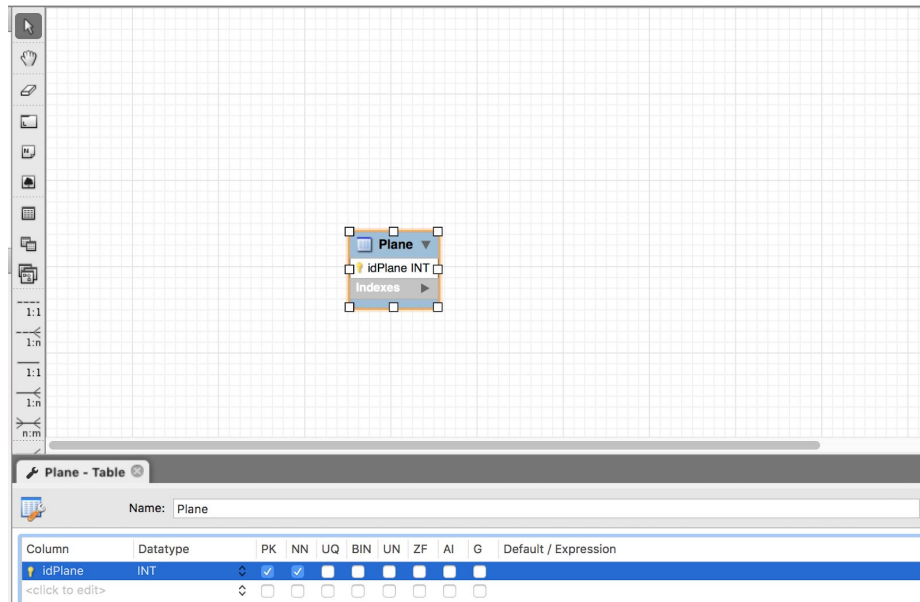 Plane
idPlane INT
Indexes
1:1
1:n
1:1
1:n
n:m
Plane - Table
Name: Plane
Column Datatype PK NN UQ BIN UN ZF AI G Default / Expression
idPlane INT
<click to edit>